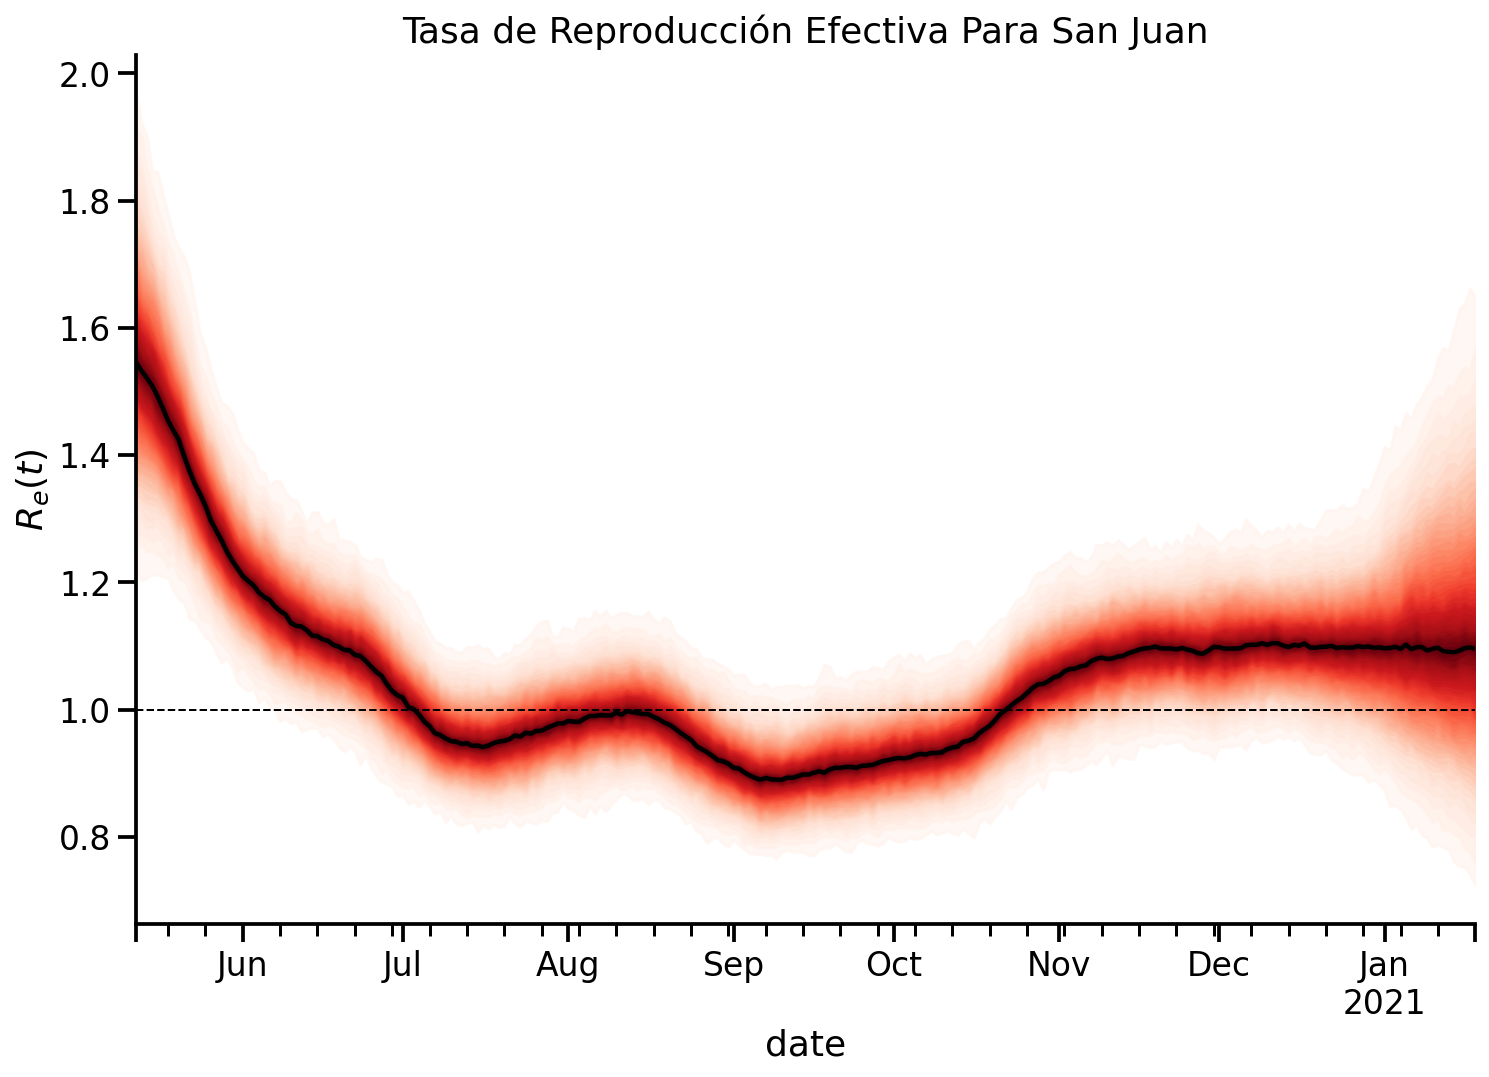 Tasa de Reproducción Efectiva Para San Juan
2.0
1.8
1.6
1.4
1.2
1.0
0.8
R_e(t)
Jun Jul Aug Sep Oct Nov Dec Jan
2021
date